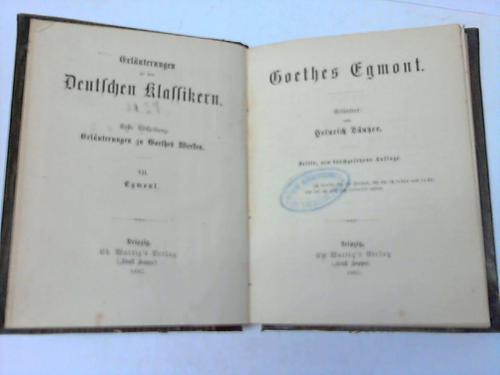 Erläuterungen
zu den
Deutschen Klassikern.
Erste Abtheilung:
Erläuterungen zu Goethes Werken.
VII.
Egmont.
Leipzig,
Ed. Wartig's Verlag
(Ernst Hoppe)
Goethes Egmont.
Erläutert
von
Heinrich Düntzer.
Dritte, neu durchgesehene Auflage.
Leipzig,
Ed. Wartig's Verlag
(Ernst Hoppe)